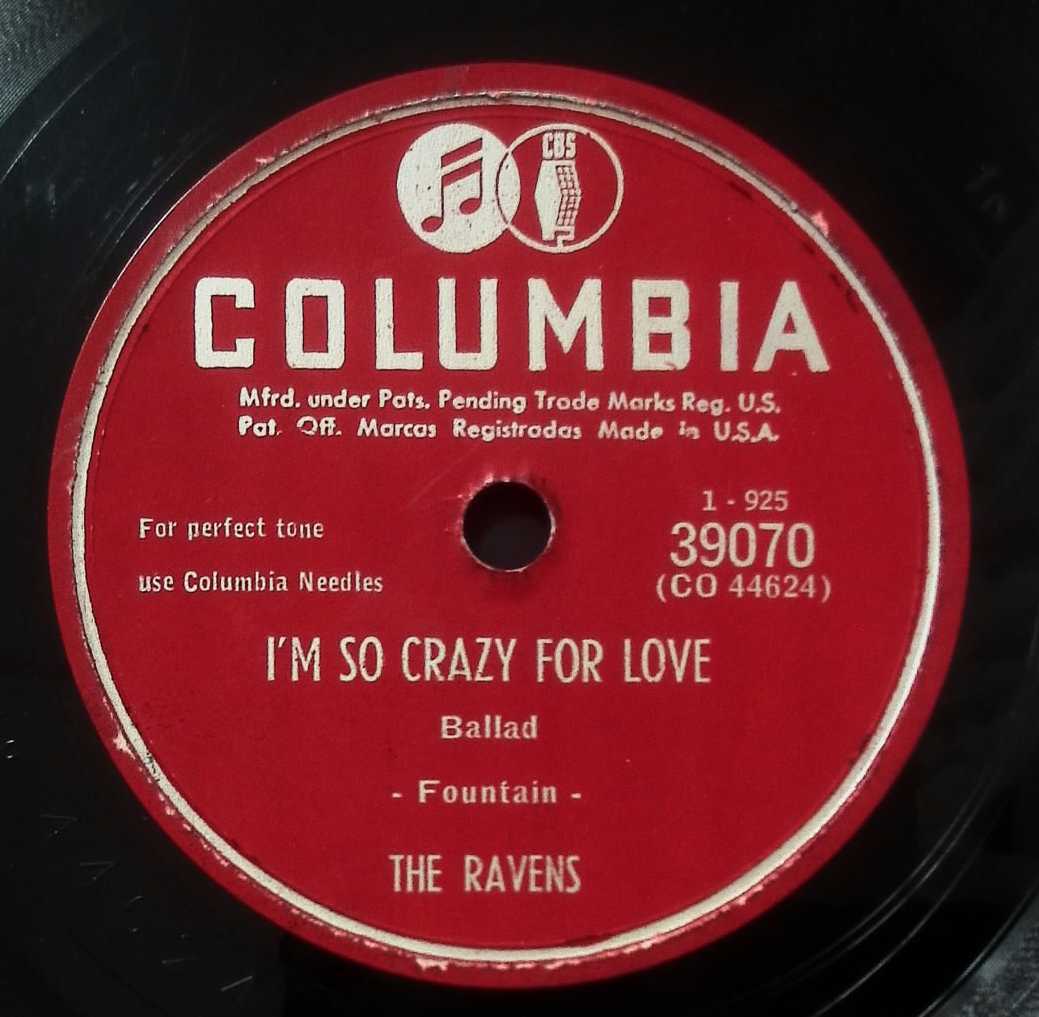 CBS
COLUMBIA
Mfrd. under Pats. Pending Trade Marks Reg. U.S.
Pat. Off. Marcas Registradas Made in U.S.A.
For perfect tone
use Columbia Needles
1 - 925
39070
(CO 44624)
I'M SO CRAZY FOR LOVE
Ballad
- Fountain -
THE RAVENS